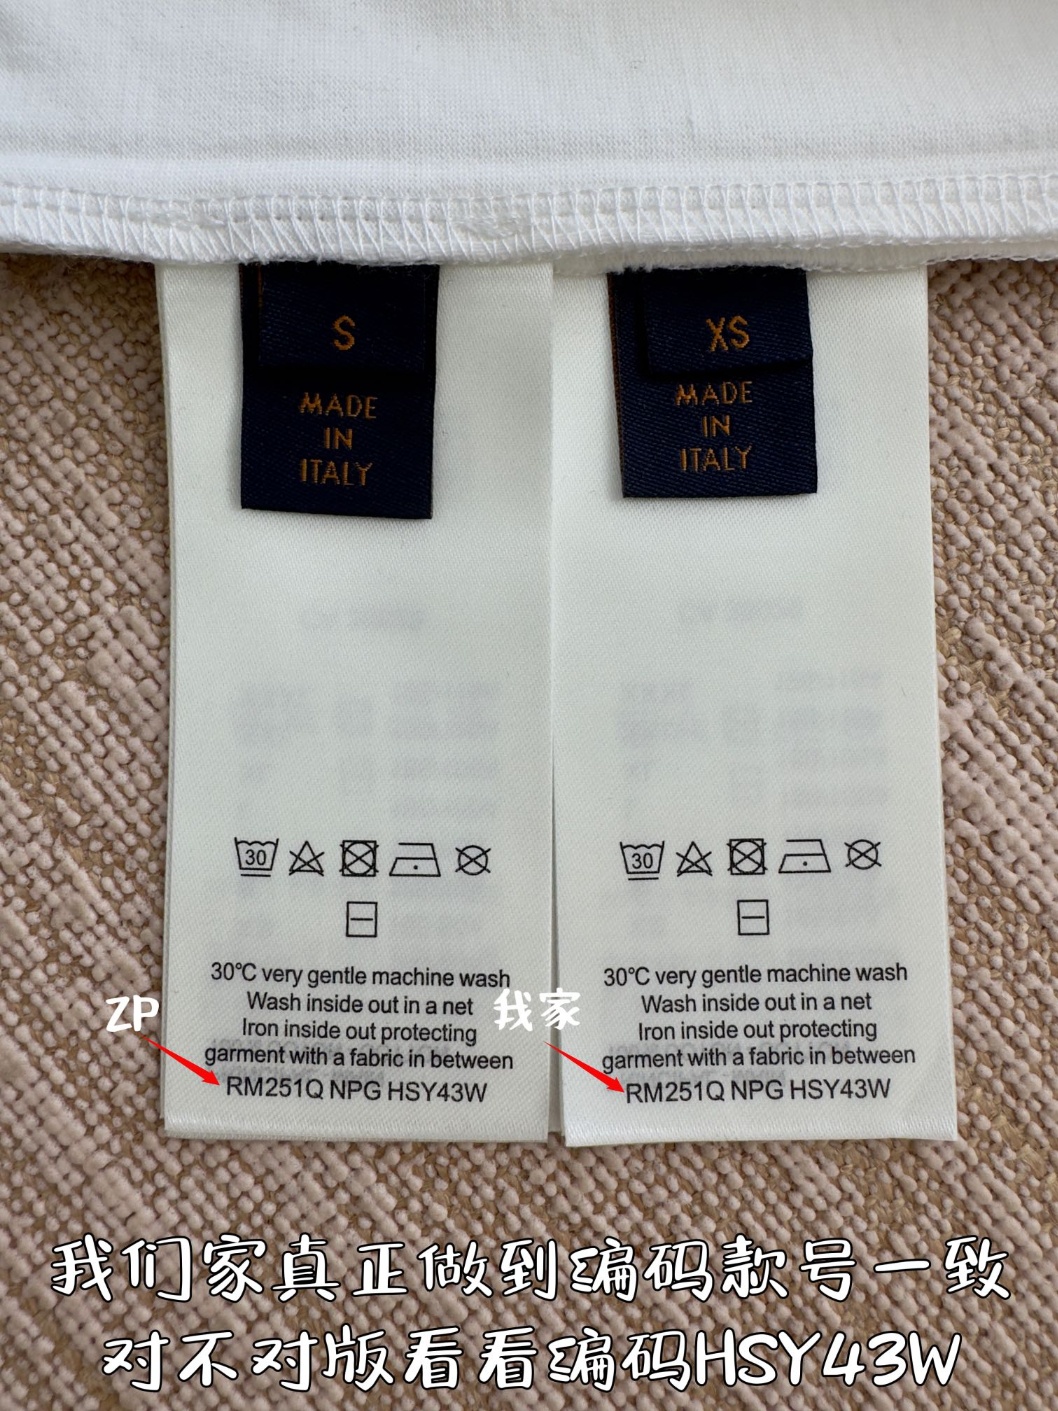 S
MADE
IN
ITALY
XS
MADE
IN
ITALY
30
30
30°C very gentle machine wash
Wash inside out in a net
Iron inside out protecting
garment with a fabric in between
RM251Q NPG HSY43W
30°C very gentle machine wash
Wash inside out in a net
Iron inside out protecting
garment with a fabric in between
RM251Q NPG HSY43W
ZP
我家
我们家真正做到编码款号一致
对不对版看看编码HSY43W